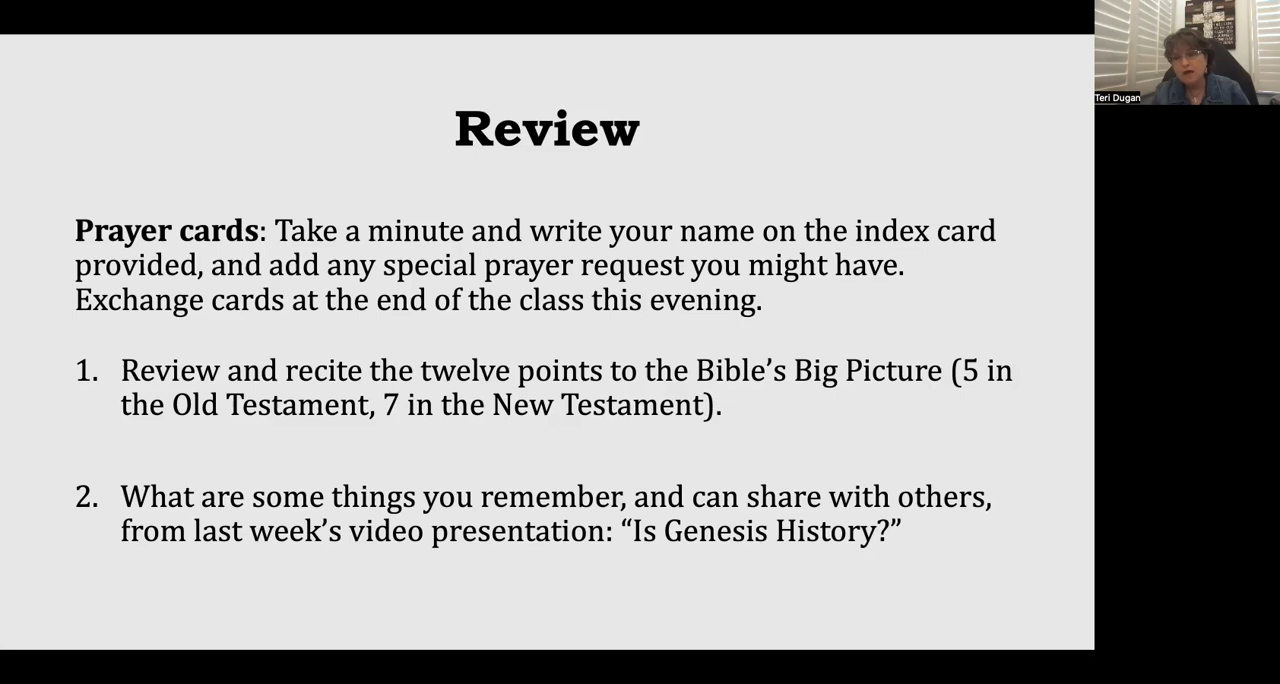 Review
Prayer cards: Take a minute and write your name on the index card
provided, and add any special prayer request you might have.
Exchange cards at the end of the class this evening.
1. Review and recite the twelve points to the Bible’s Big Picture (5 in
the Old Testament, 7 in the New Testament).
2. What are some things you remember, and can share with others,
from last week’s video presentation: “Is Genesis History?”
Teri Dugan